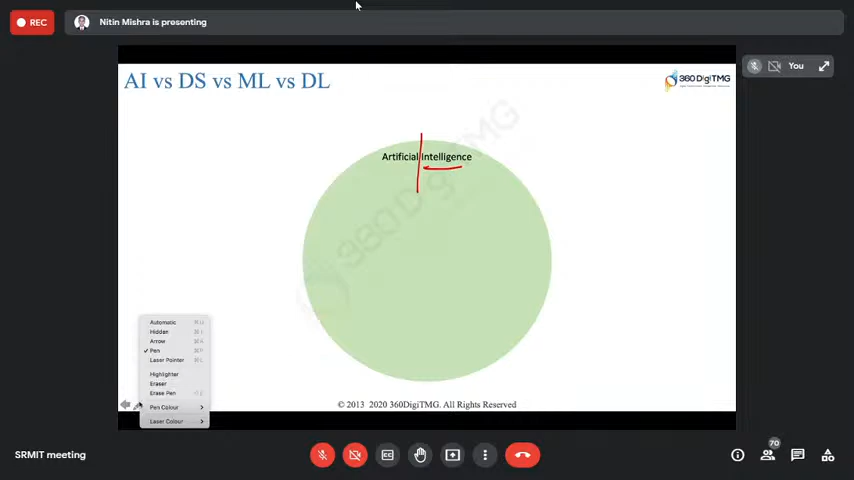 REC
Nitin Mishra is presenting
You
AI vs DS vs ML vs DL
360DigiTMG
Artificial Intelligence
360DigiTMG
Automatic
Hidden
Arrow
Pen
Laser Pointer
Highlighter
Eraser
Erase Pen
Pen Colour
Laser Colour
© 2013 2020 360DigiTMG. All Rights Reserved
SRMIT meeting
CC
70